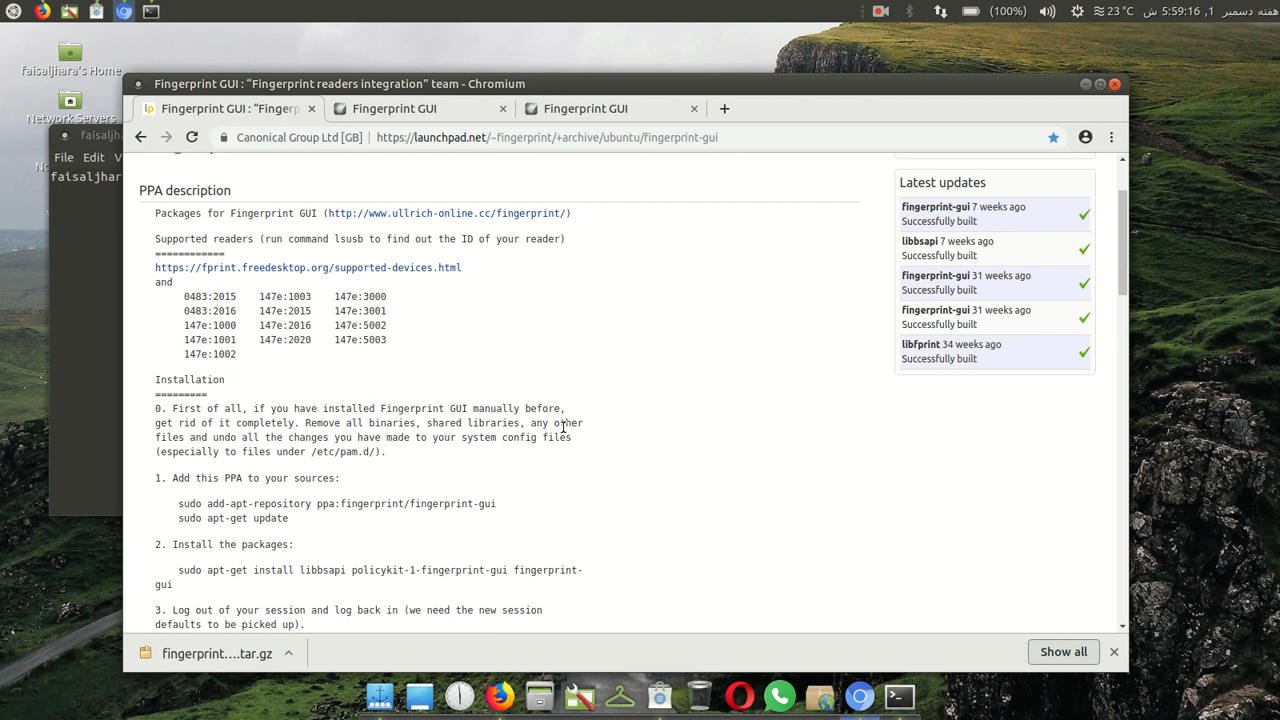 (100%)
23 °C
هفته دسمبر 1, 5:59:16 ش
faisaljhara's Home
Network Servers
faisaljhar
File Edit V
faisaljhar
Fingerprint GUI : “Fingerprint readers integration” team - Chromium
lp Fingerprint GUI : “Fingerp
Fingerprint GUI
Fingerprint GUI
Canonical Group Ltd [GB] | https://launchpad.net/~fingerprint/+archive/ubuntu/fingerprint-gui
PPA description
Packages for Fingerprint GUI (http://www.ullrich-online.cc/fingerprint/)
Supported readers (run command lsusb to find out the ID of your reader)
============
https://fprint.freedesktop.org/supported-devices.html
and
0483:2015 147e:1003 147e:3000
0483:2016 147e:2015 147e:3001
147e:1000 147e:2016 147e:5002
147e:1001 147e:2020 147e:5003
147e:1002
Installation
=========
0. First of all, if you have installed Fingerprint GUI manually before,
get rid of it completely. Remove all binaries, shared libraries, any other
files and undo all the changes you have made to your system config files
(especially to files under /etc/pam.d/).
1. Add this PPA to your sources:
sudo add-apt-repository ppa:fingerprint/fingerprint-gui
sudo apt-get update
2. Install the packages:
sudo apt-get install libbsapi policykit-1-fingerprint-gui fingerprint-
gui
3. Log out of your session and log back in (we need the new session
defaults to be picked up).
Latest updates
fingerprint-gui 7 weeks ago
Successfully built
libbsapi 7 weeks ago
Successfully built
fingerprint-gui 31 weeks ago
Successfully built
fingerprint-gui 31 weeks ago
Successfully built
libfprint 34 weeks ago
Successfully built
fingerprint....tar.gz
Show all